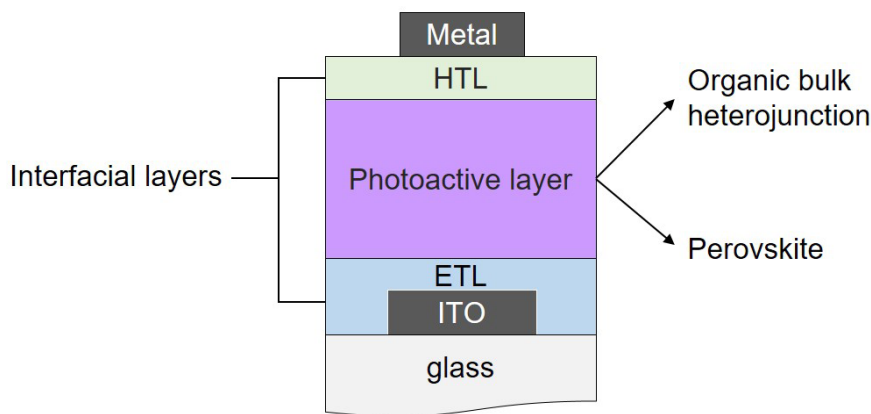 Metal
HTL
Organic bulk
heterojunction
Interfacial layers
Photoactive layer
Perovskite
ETL
ITO
glass